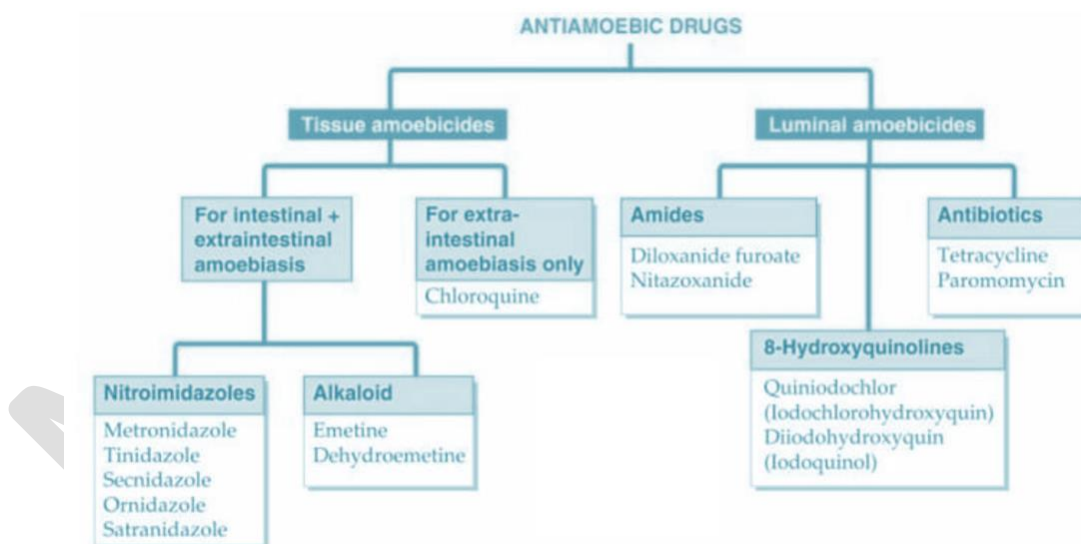 ANTIAMOEBIC DRUGS
Tissue amoebicides
Luminal amoebicides
For intestinal +
extraintestinal
amoebiasis
For extra-
intestinal
amoebiasis only
Chloroquine
Amides
Diloxanide furoate
Nitazoxanide
Antibiotics
Tetracycline
Paromomycin
Nitroimidazoles
Metronidazole
Tinidazole
Secnidazole
Ornidazole
Satranidazole
Alkaloid
Emetine
Dehydroemetine
8-Hydroxyquinolines
Quiniodochlor
(Iodochlorohydroxyquin)
Diiodohydroxyquin
(Iodoquinol)